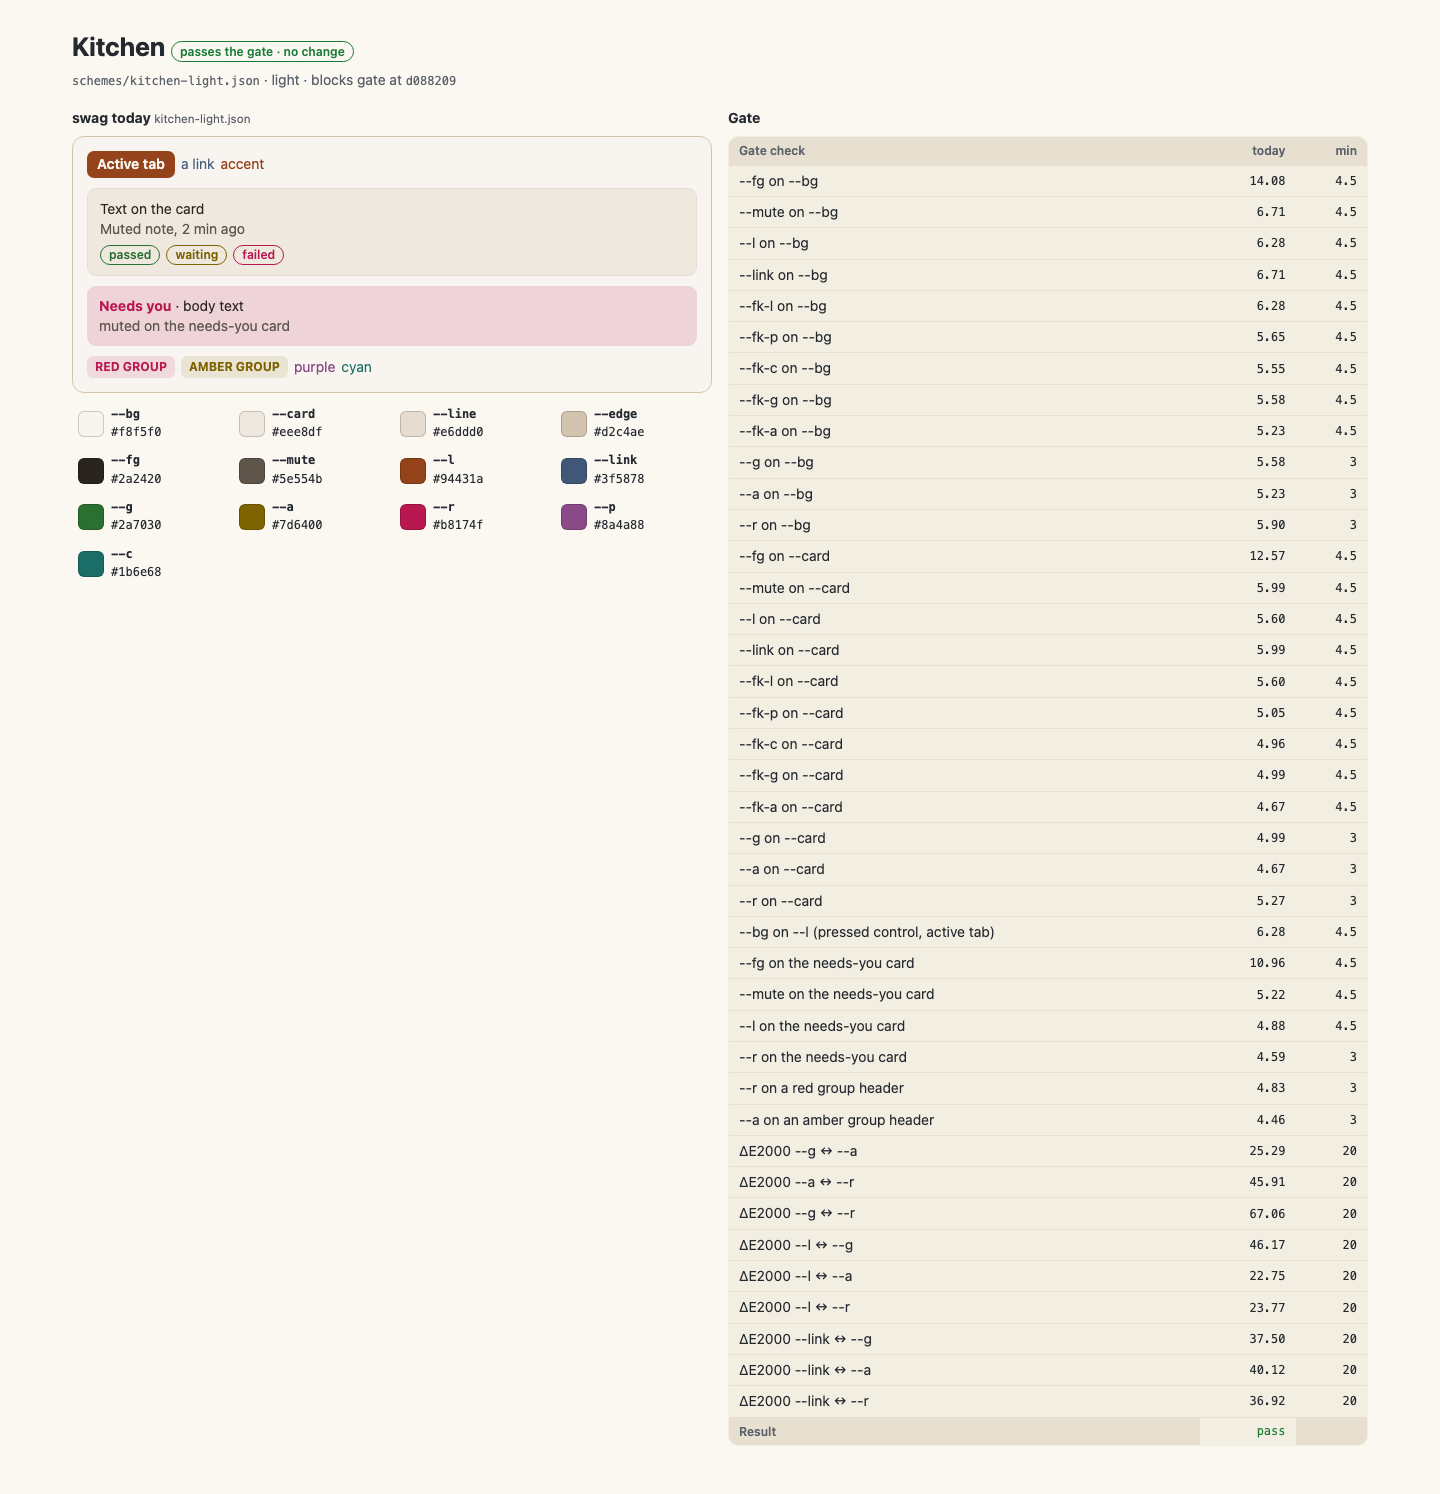 Kitchen passes the gate · no change
schemes/kitchen-light.json · light · blocks gate at d088209
swag today kitchen-light.json
Active tab a link accent
Text on the card
Muted note, 2 min ago
passed waiting failed
Needs you · body text
muted on the needs-you card
RED GROUP AMBER GROUP purple cyan
--bg --card --line --edge
#f8f5f0 #eee8df #e6ddd0 #d2c4ae
--fg --mute --l --link
#2a2420 #5e554b #94431a #3f5878
--g --a --r --p
#2a7030 #7d6400 #b8174f #8a4a88
--c
#1b6e68
Gate
Gate check today min
--fg on --bg 14.08 4.5
--mute on --bg 6.71 4.5
--l on --bg 6.28 4.5
--link on --bg 6.71 4.5
--fk-l on --bg 6.28 4.5
--fk-p on --bg 5.65 4.5
--fk-c on --bg 5.55 4.5
--fk-g on --bg 5.58 4.5
--fk-a on --bg 5.23 4.5
--g on --bg 5.58 3
--a on --bg 5.23 3
--r on --bg 5.90 3
--fg on --card 12.57 4.5
--mute on --card 5.99 4.5
--l on --card 5.60 4.5
--link on --card 5.99 4.5
--fk-l on --card 5.60 4.5
--fk-p on --card 5.05 4.5
--fk-c on --card 4.96 4.5
--fk-g on --card 4.99 4.5
--fk-a on --card 4.67 4.5
--g on --card 4.99 3
--a on --card 4.67 3
--r on --card 5.27 3
--bg on --l (pressed control, active tab) 6.28 4.5
--fg on the needs-you card 10.96 4.5
--mute on the needs-you card 5.22 4.5
--l on the needs-you card 4.88 4.5
--r on the needs-you card 4.59 3
--r on a red group header 4.83 3
--a on an amber group header 4.46 3
ΔE2000 --g ↔ --a 25.29 20
ΔE2000 --a ↔ --r 45.91 20
ΔE2000 --g ↔ --r 67.06 20
ΔE2000 --l ↔ --g 46.17 20
ΔE2000 --l ↔ --a 22.75 20
ΔE2000 --l ↔ --r 23.77 20
ΔE2000 --link ↔ --g 37.50 20
ΔE2000 --link ↔ --a 40.12 20
ΔE2000 --link ↔ --r 36.92 20
Result pass